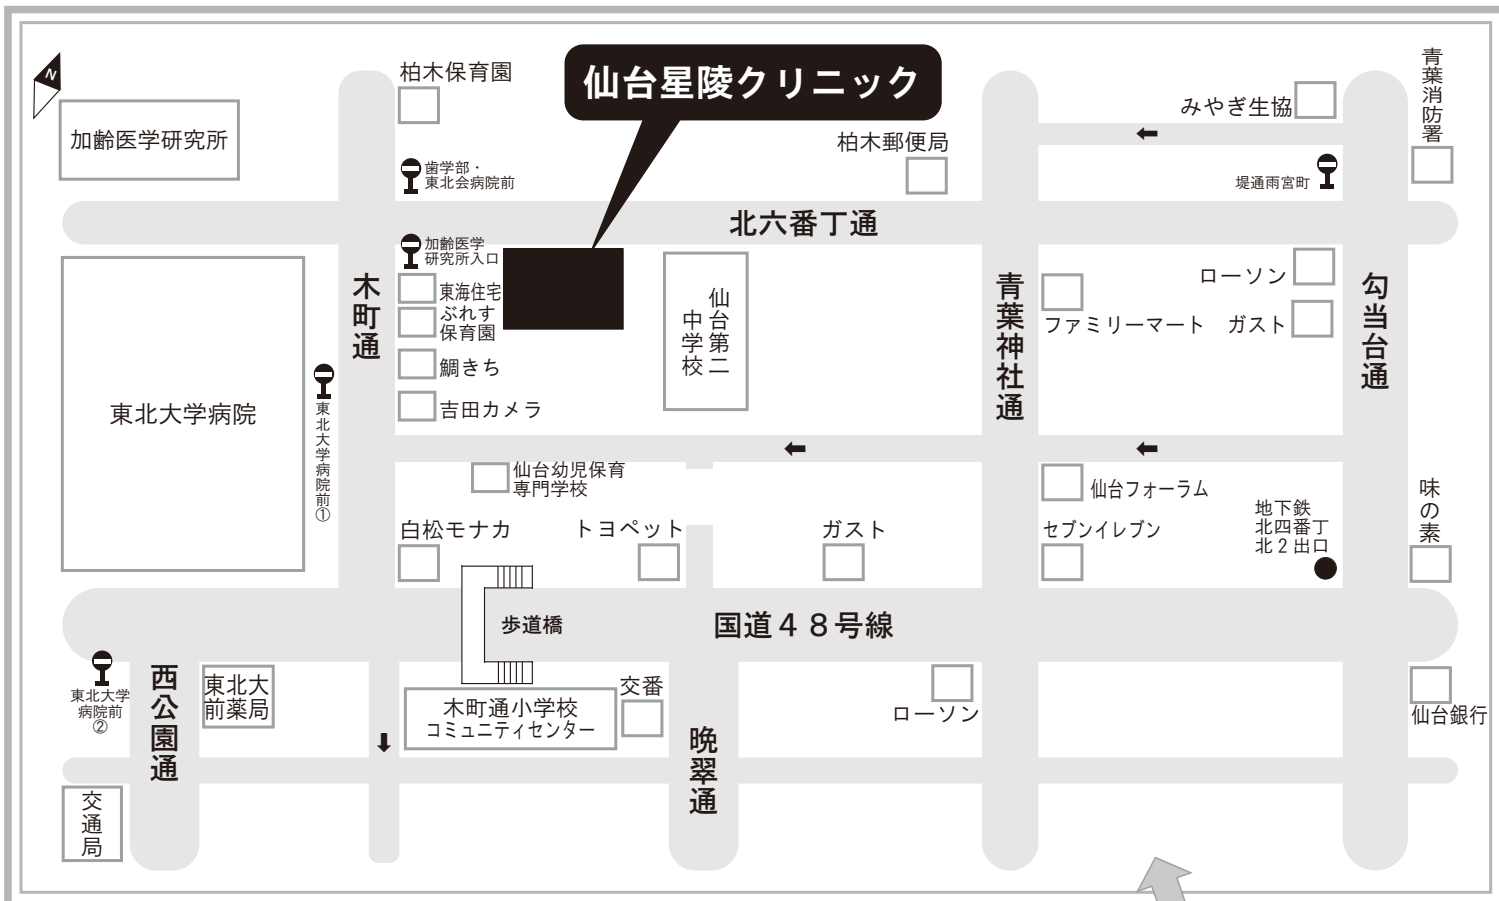 N
柏木保育園
仙台星陵クリニック
青葉消防署
みやぎ生協
加齢医学研究所
柏木郵便局
歯学部・
東北会病院前
堤通雨宮町
北六番丁通
加齢医学
研究所入口
木町通
東海住宅
ぶれす
保育園
鯛きち
吉田カメラ
仙台第二
中学校
青葉神社通
ファミリーマート
ローソン
ガスト
勾当台通
東北大学病院
東北大学病院前①
仙台幼児保育
専門学校
仙台フォーラム
味の素
地下鉄
北四番丁
北2出口
白松モナカ
トヨペット
ガスト
セブンイレブン
歩道橋
国道48号線
東北大学
病院前
②
西公園通
東北大
前薬局
木町通小学校
コミュニティセンター
交番
晩翠通
ローソン
仙台銀行
交通局